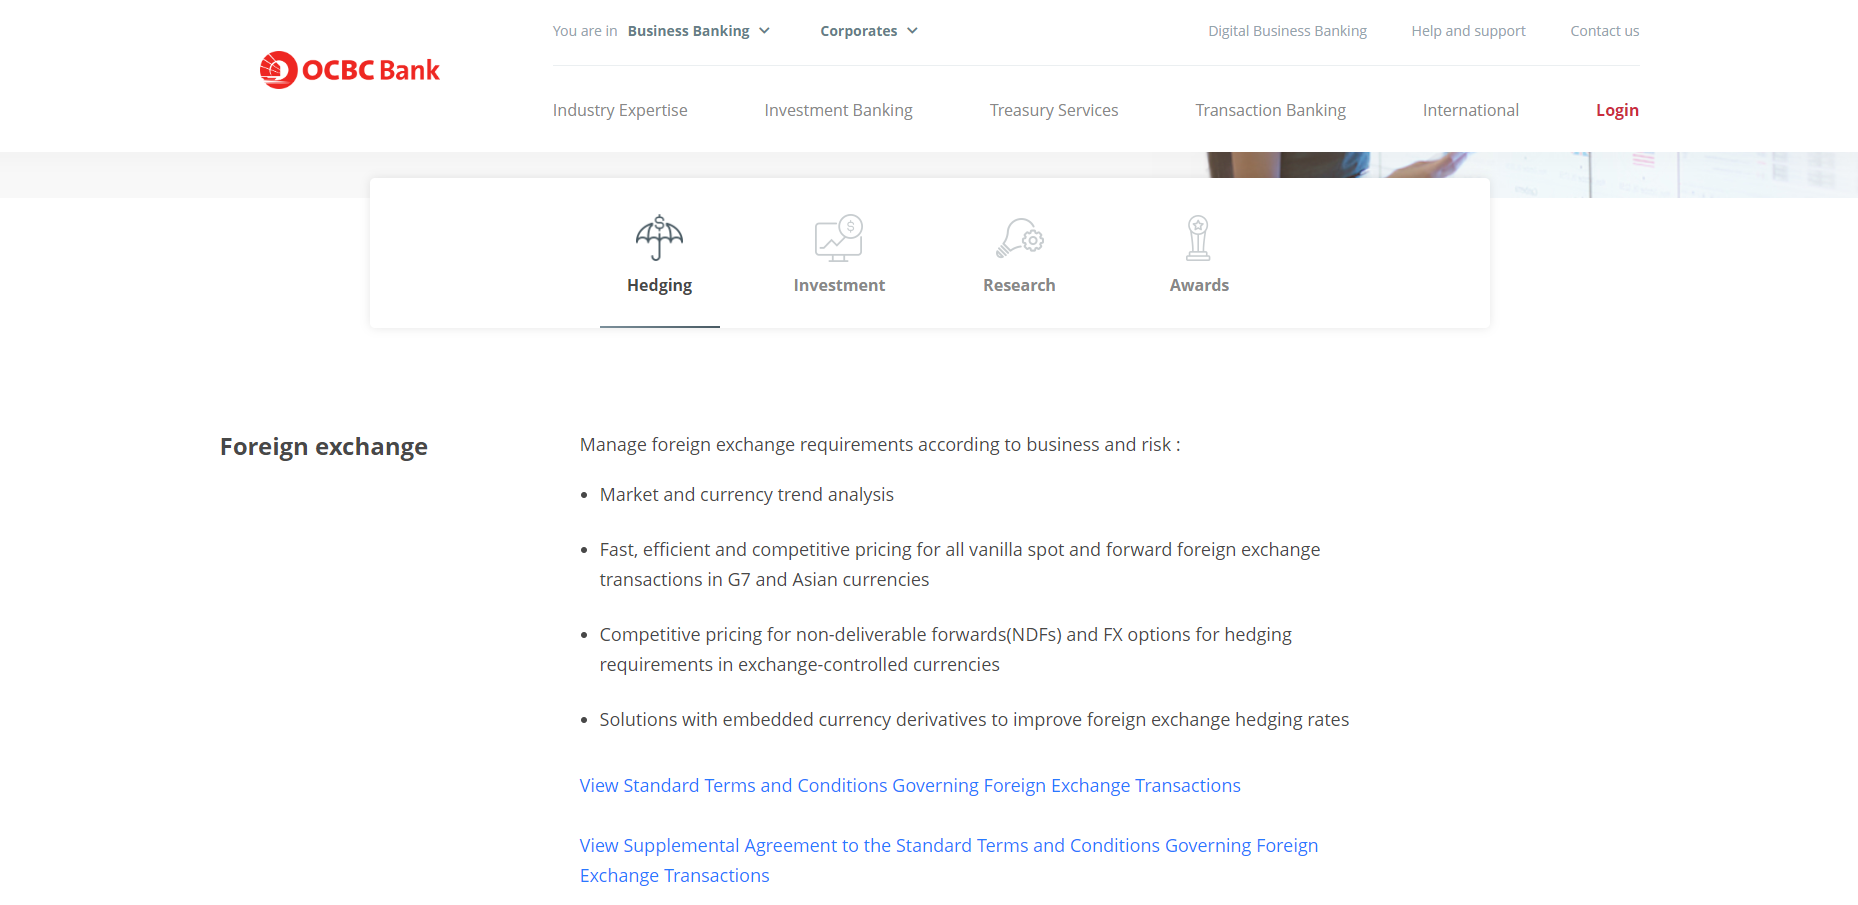 You are in Business Banking Corporates Digital Business Banking Help and support Contact us
OCBC Bank
Industry Expertise Investment Banking Treasury Services Transaction Banking International Login
Hedging Investment Research Awards
Foreign exchange
Manage foreign exchange requirements according to business and risk :
• Market and currency trend analysis
• Fast, efficient and competitive pricing for all vanilla spot and forward foreign exchange
transactions in G7 and Asian currencies
• Competitive pricing for non-deliverable forwards(NDFs) and FX options for hedging
requirements in exchange-controlled currencies
• Solutions with embedded currency derivatives to improve foreign exchange hedging rates
View Standard Terms and Conditions Governing Foreign Exchange Transactions
View Supplemental Agreement to the Standard Terms and Conditions Governing Foreign
Exchange Transactions